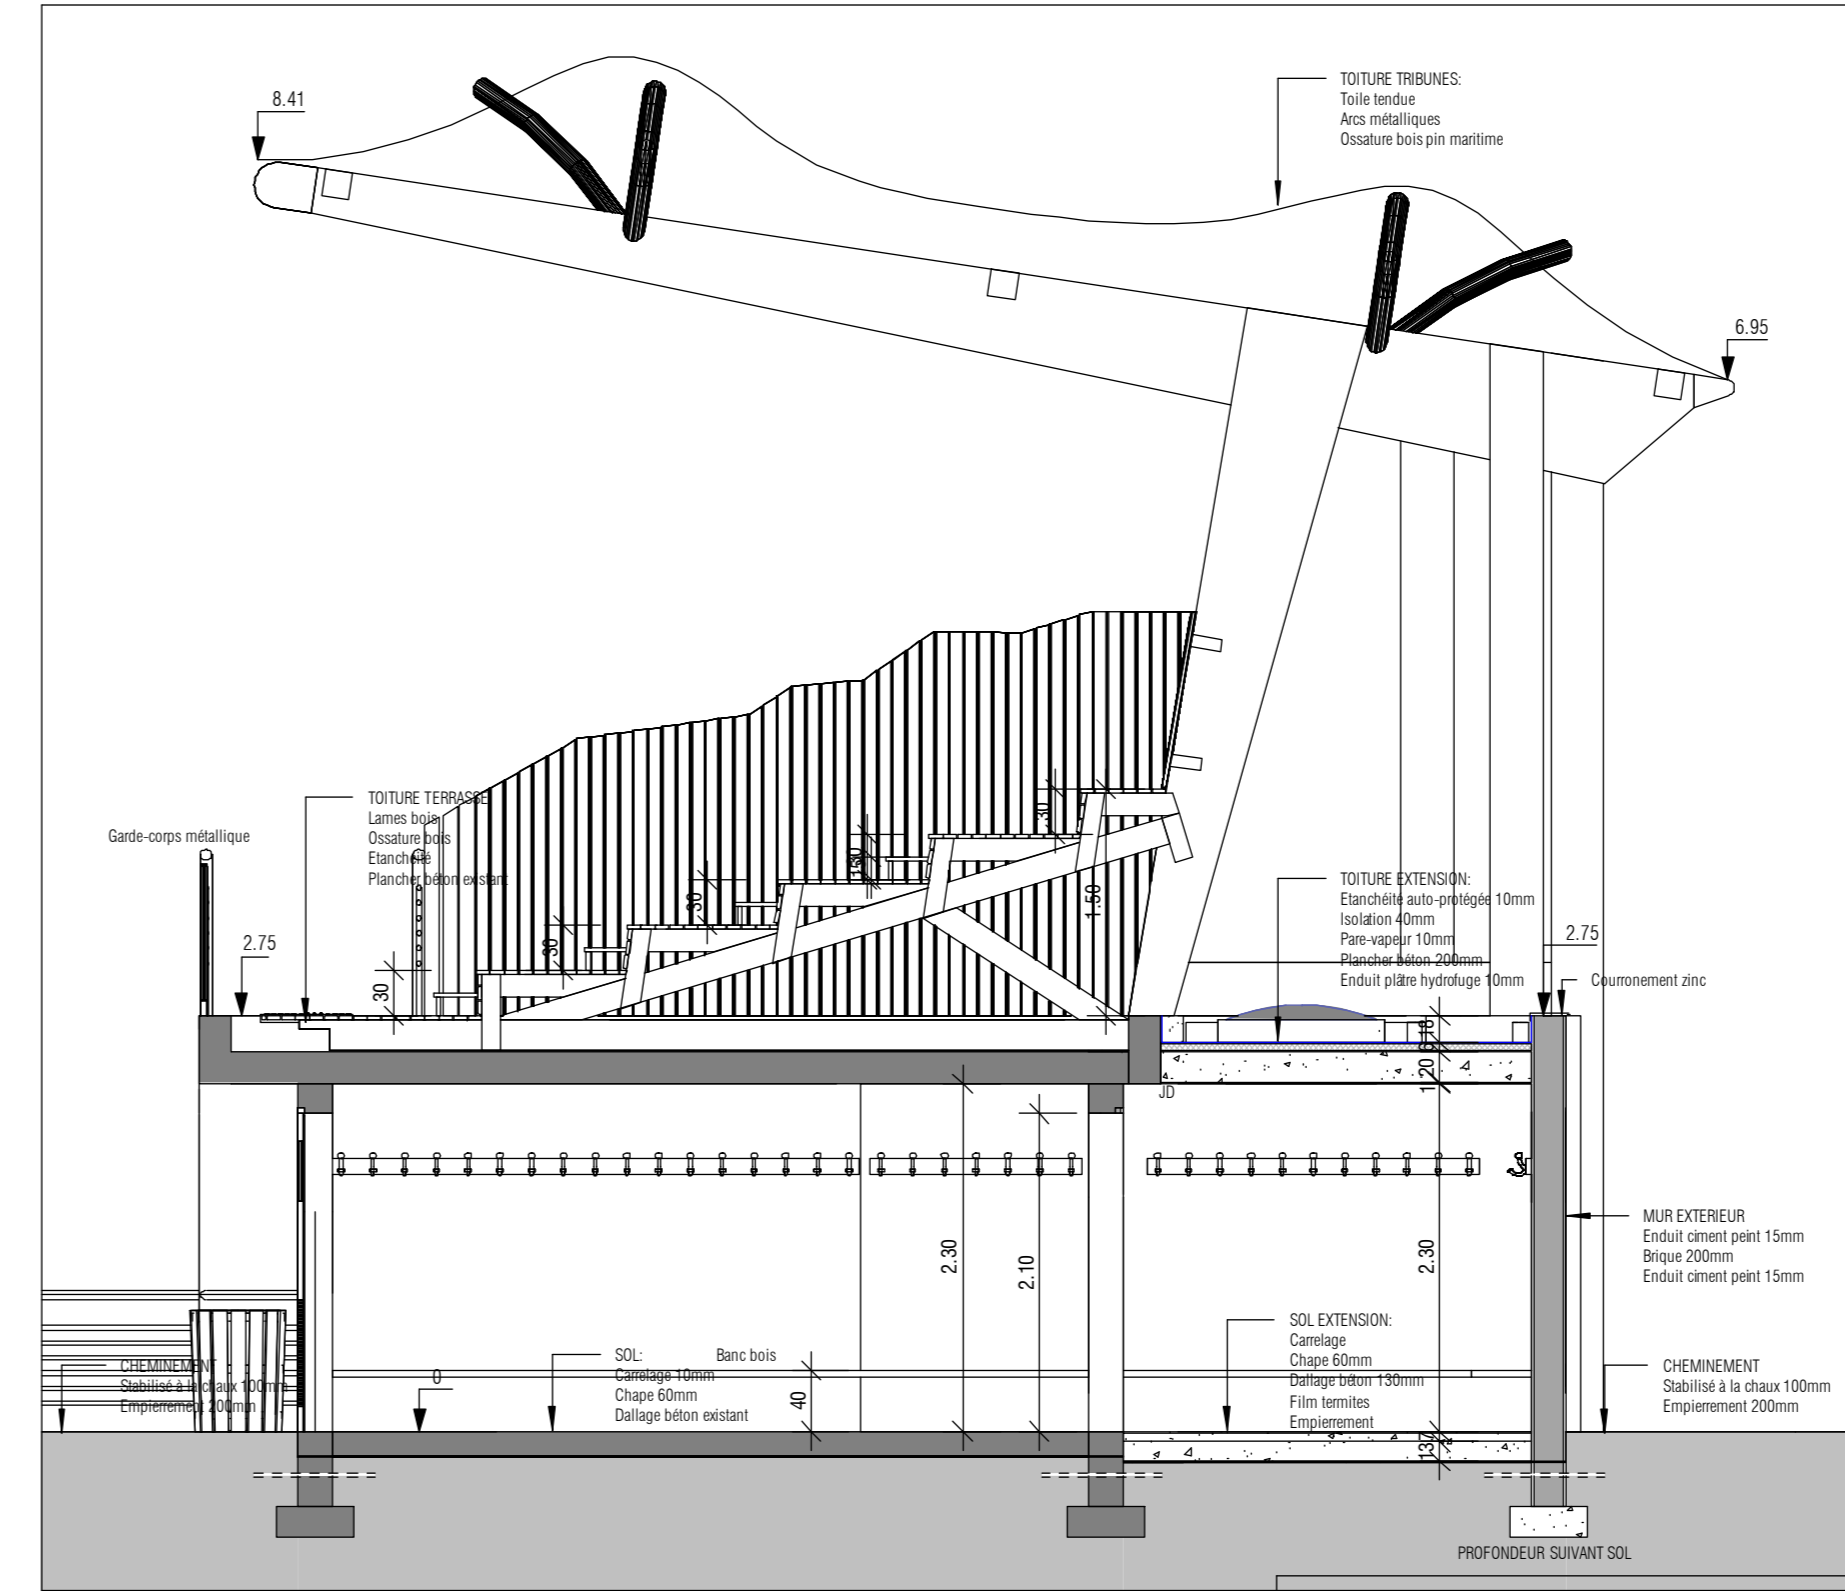 8.41
TOITURE TRIBUNES:
Toile tendue
Arcs métalliques
Ossature bois pin maritime
6.95
TOITURE TERRASSE
Lames bois
Ossature bois
Etancheité
Plancher béton existant
Garde-corps métallique
2.75
30
30
30
30
30
1.50
TOITURE EXTENSION:
Etanchéité auto-protégée 10mm
Isolation 40mm
Pare-vapeur 10mm
Plancher béton 200mm
Enduit plâtre hydrofuge 10mm
2.75
Couronement zinc
18
20
JD
2.30
2.10
2.30
MUR EXTERIEUR
Enduit ciment peint 15mm
Brique 200mm
Enduit ciment peint 15mm
CHEMINEMENT
Stabilisé à la chaux 100mm
Empierrement 200mm
0
SOL:
Carrelage 10mm
Chape 60mm
Dallage béton existant
Banc bois
40
SOL EXTENSION:
Carrelage
Chape 60mm
Dallage béton 130mm
Film termites
Empierrement
CHEMINEMENT
Stabilisé à la chaux 100mm
Empierrement 200mm
PROFONDEUR SUIVANT SOL